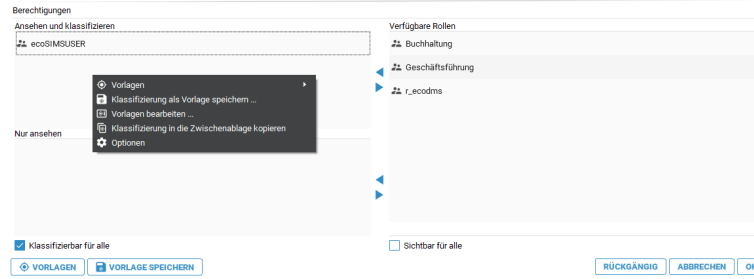 Berechtigungen
Ansehen und klassifizieren
Verfügbare Rollen
ecoSIMSUSER
Buchhaltung
Geschäftsführung
r_ecodms
Vorlagen
Klassifizierung als Vorlage speichern ...
Vorlagen bearbeiten ...
Klassifizierung in die Zwischenablage kopieren
Optionen
Nur ansehen
Klassifizierbar für alle
Sichtbar für alle
VORLAGEN
VORLAGE SPEICHERN
RÜCKGÄNGIG
ABBRECHEN
OK